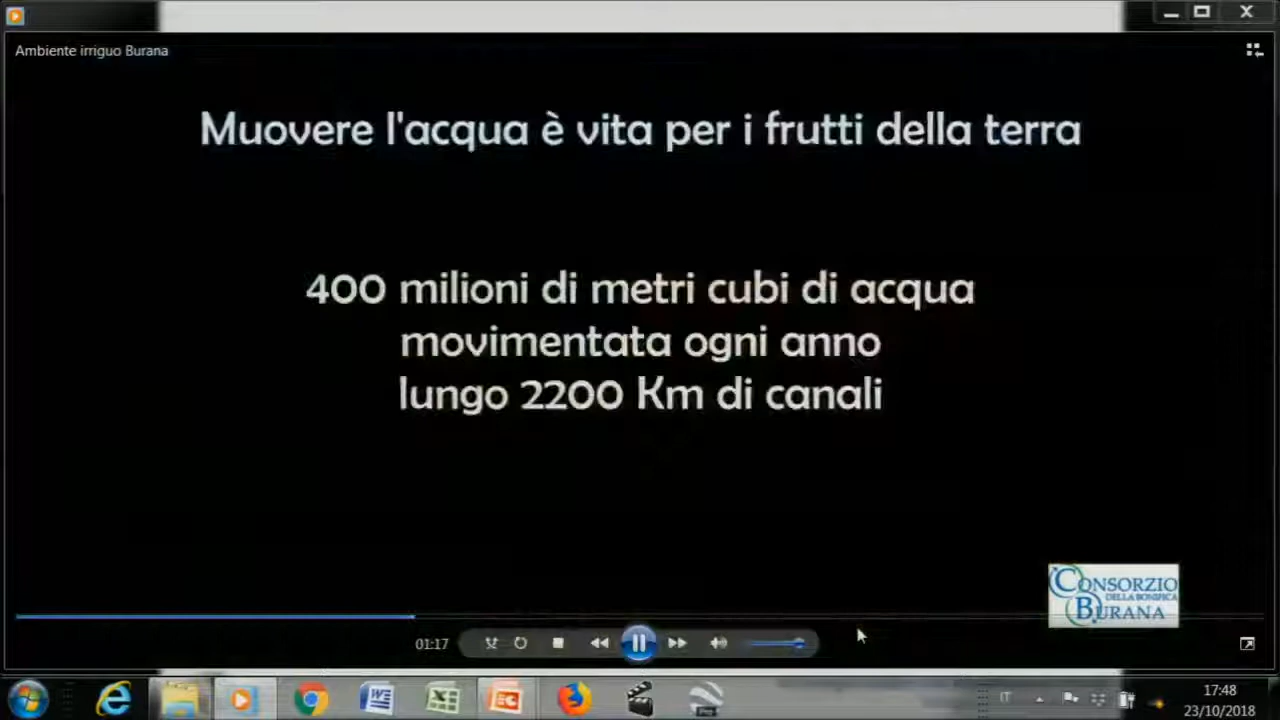 Ambiente irriguo Burana
Muovere l'acqua è vita per i frutti della terra
400 milioni di metri cubi di acqua
movimentata ogni anno
lungo 2200 Km di canali
CONSORZIO
DELLA BONIFICA
BURANA
01:17
IT
17:48
23/10/2018